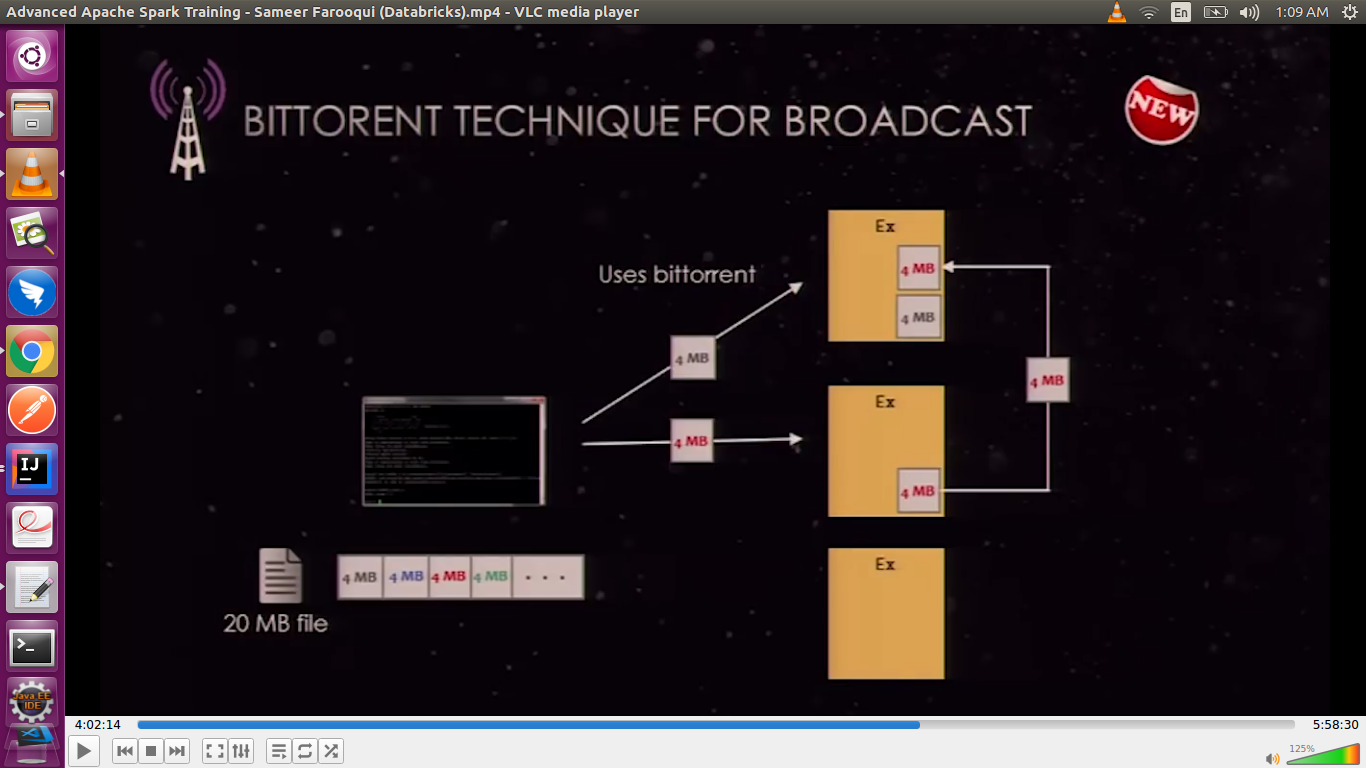 Advanced Apache Spark Training - Sameer Farooqui (Databricks).mp4 - VLC media player
En
1:09 AM
BITTORENT TECHNIQUE FOR BROADCAST
NEW
Uses bittorrent
Ex
4 MB
4 MB
4 MB
4 MB
Ex
4 MB
4 MB
Ex
20 MB file
4 MB 4 MB 4 MB 4 MB . . .
IJ
Java EE
IDE
4:02:14
5:58:30
125%